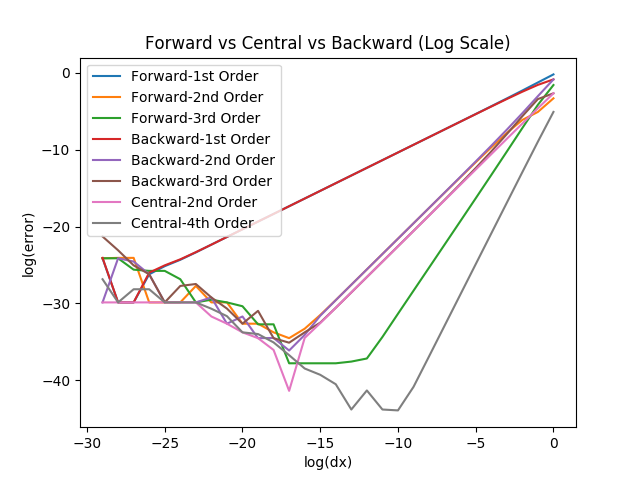 Forward vs Central vs Backward (Log Scale)
Forward-1st Order
Forward-2nd Order
Forward-3rd Order
Backward-1st Order
Backward-2nd Order
Backward-3rd Order
Central-2nd Order
Central-4th Order
log(error)
0
−10
−20
−30
−40
−30
−25
−20
−15
−10
−5
0
log(dx)